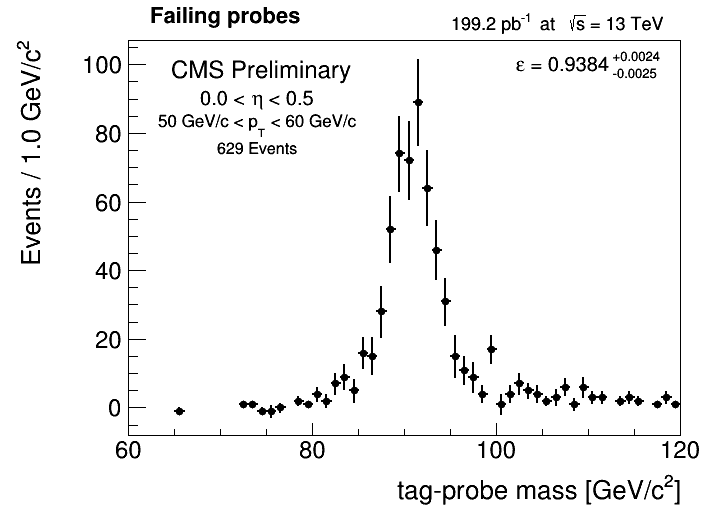 Failing probes
199.2 pb⁻¹ at √s = 13 TeV
CMS Preliminary
0.0 < η < 0.5
50 GeV/c < p_T < 60 GeV/c
629 Events
ε = 0.9384 +0.0024 -0.0025
Events / 1.0 GeV/c²
100
80
60
40
20
0
60 80 100 120
tag-probe mass [GeV/c²]